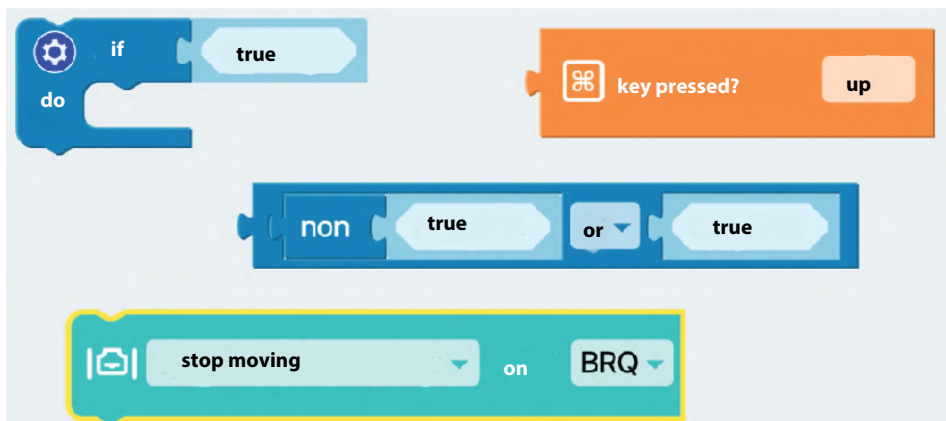 if true
do
key pressed? up
non true or true
stop moving on BRQ